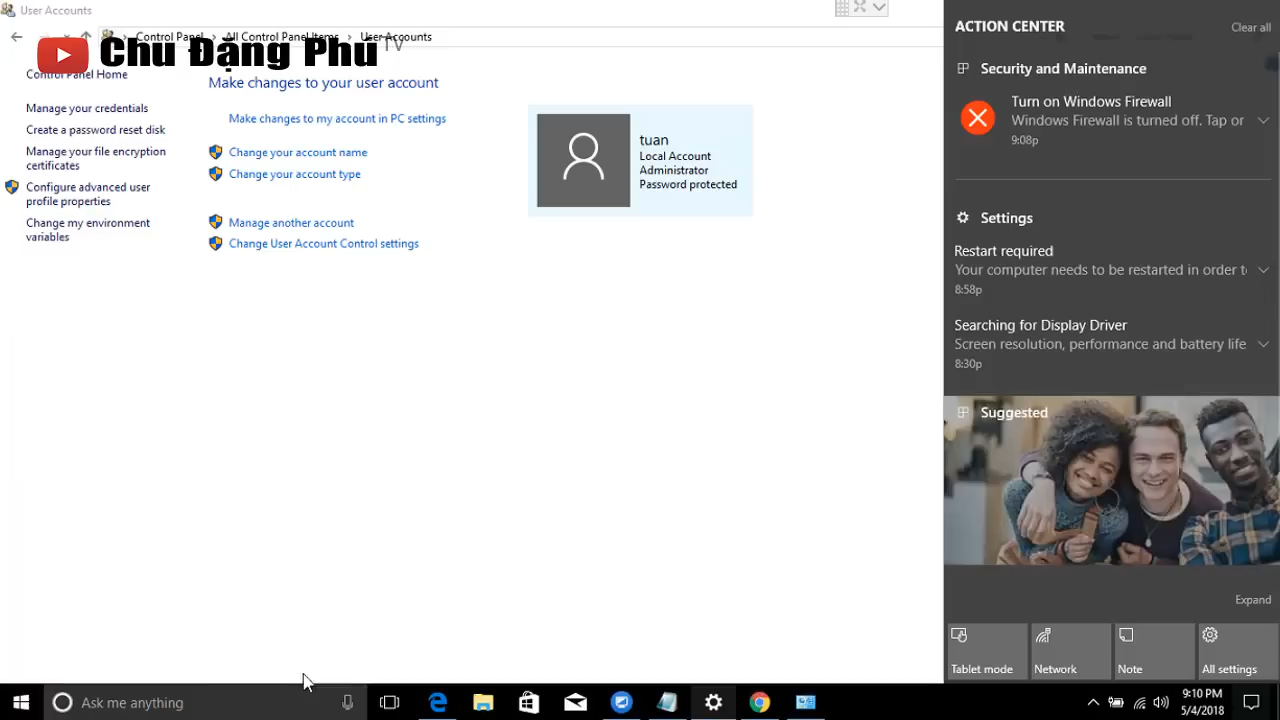 User Accounts
Control Panel
All Control Panel Items
User Accounts
Chu Đặng Phú TV
Control Panel Home
Manage your credentials
Create a password reset disk
Manage your file encryption
certificates
Configure advanced user
profile properties
Change my environment
variables
Make changes to your user account
Make changes to my account in PC settings
Change your account name
Change your account type
Manage another account
Change User Account Control settings
tuan
Local Account
Administrator
Password protected
ACTION CENTER
Clear all
Security and Maintenance
Turn on Windows Firewall
Windows Firewall is turned off. Tap or
9:08p
Settings
Restart required
Your computer needs to be restarted in order to
8:58p
Searching for Display Driver
Screen resolution, performance and battery life
8:30p
Suggested
Expand
Tablet mode
Network
Note
All settings
Ask me anything
9:10 PM
5/4/2018